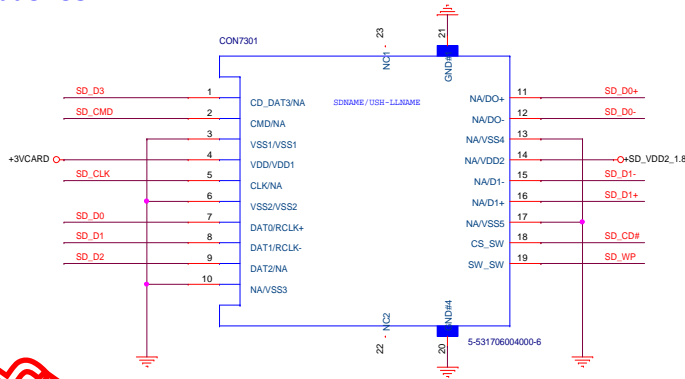 CON7301
23
NC1
21
GND#3
SDNAME/USH-LLNAME
SD_D3 1 CD_DAT3/NA
SD_CMD 2 CMD/NA
3 VSS1/VSS1
+3VCARD 4 VDD/VDD1
SD_CLK 5 CLK/NA
6 VSS2/VSS2
SD_D0 7 DAT0/RCLK+
SD_D1 8 DAT1/RCLK-
SD_D2 9 DAT2/NA
10 NA/VSS3
NA/DO+ 11 SD_D0+
NA/DO- 12 SD_D0-
NA/VSS4 13
NA/VDD2 14 +SD_VDD2_1.8
NA/D1- 15 SD_D1-
NA/D1+ 16 SD_D1+
NA/VSS5 17
CS_SW 18 SD_CD#
SW_SW 19 SD_WP
22
NC2
20
GND#4
5-531706004000-6